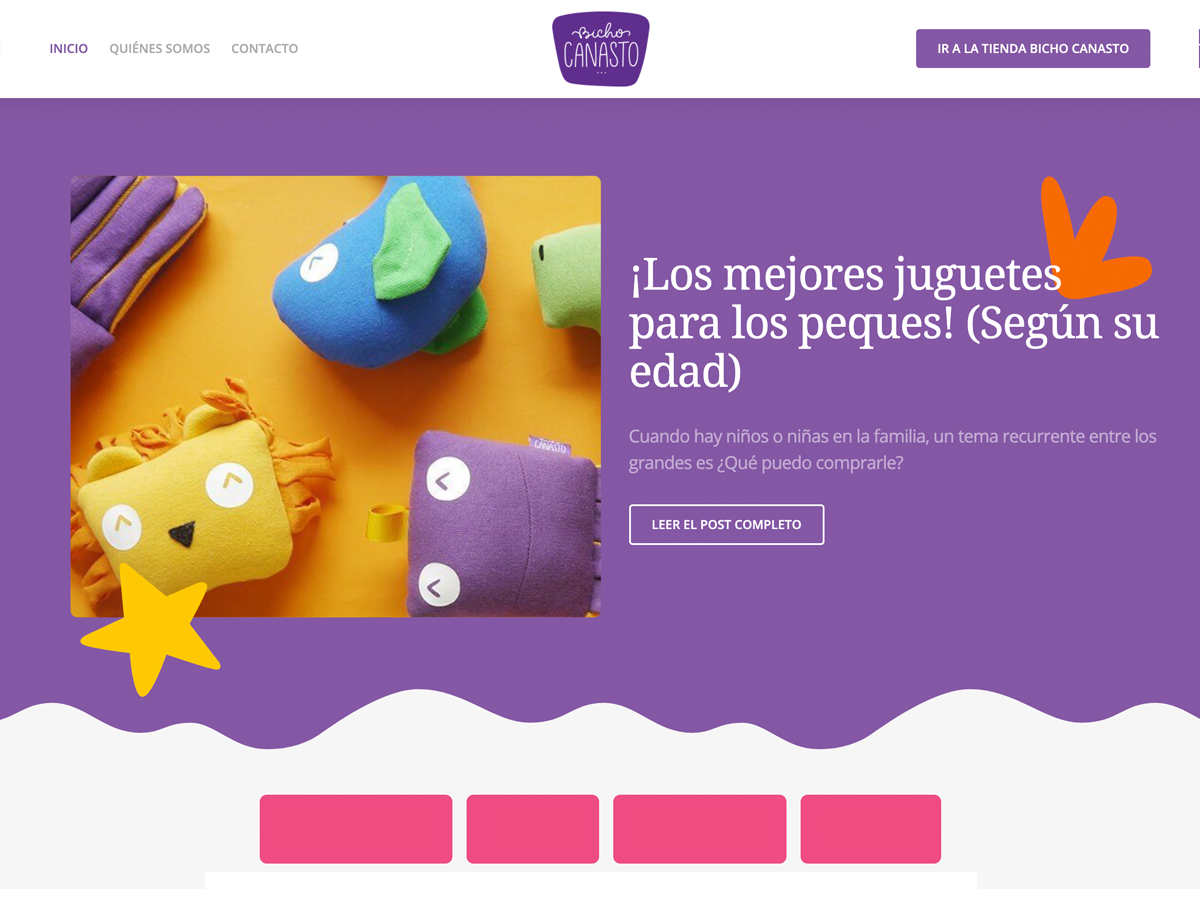 INICIO QUIÉNES SOMOS CONTACTO
Bicho
CANASTO
IR A LA TIENDA BICHO CANASTO
CANASTO
¡Los mejores juguetes
para los peques! (Según su
edad)
Cuando hay niños o niñas en la familia, un tema recurrente entre los
grandes es ¿Qué puedo comprarle?
LEER EL POST COMPLETO